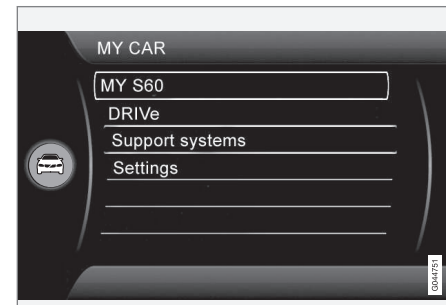 MY CAR
MY S60
DRIVe
Support systems
Settings
G044751